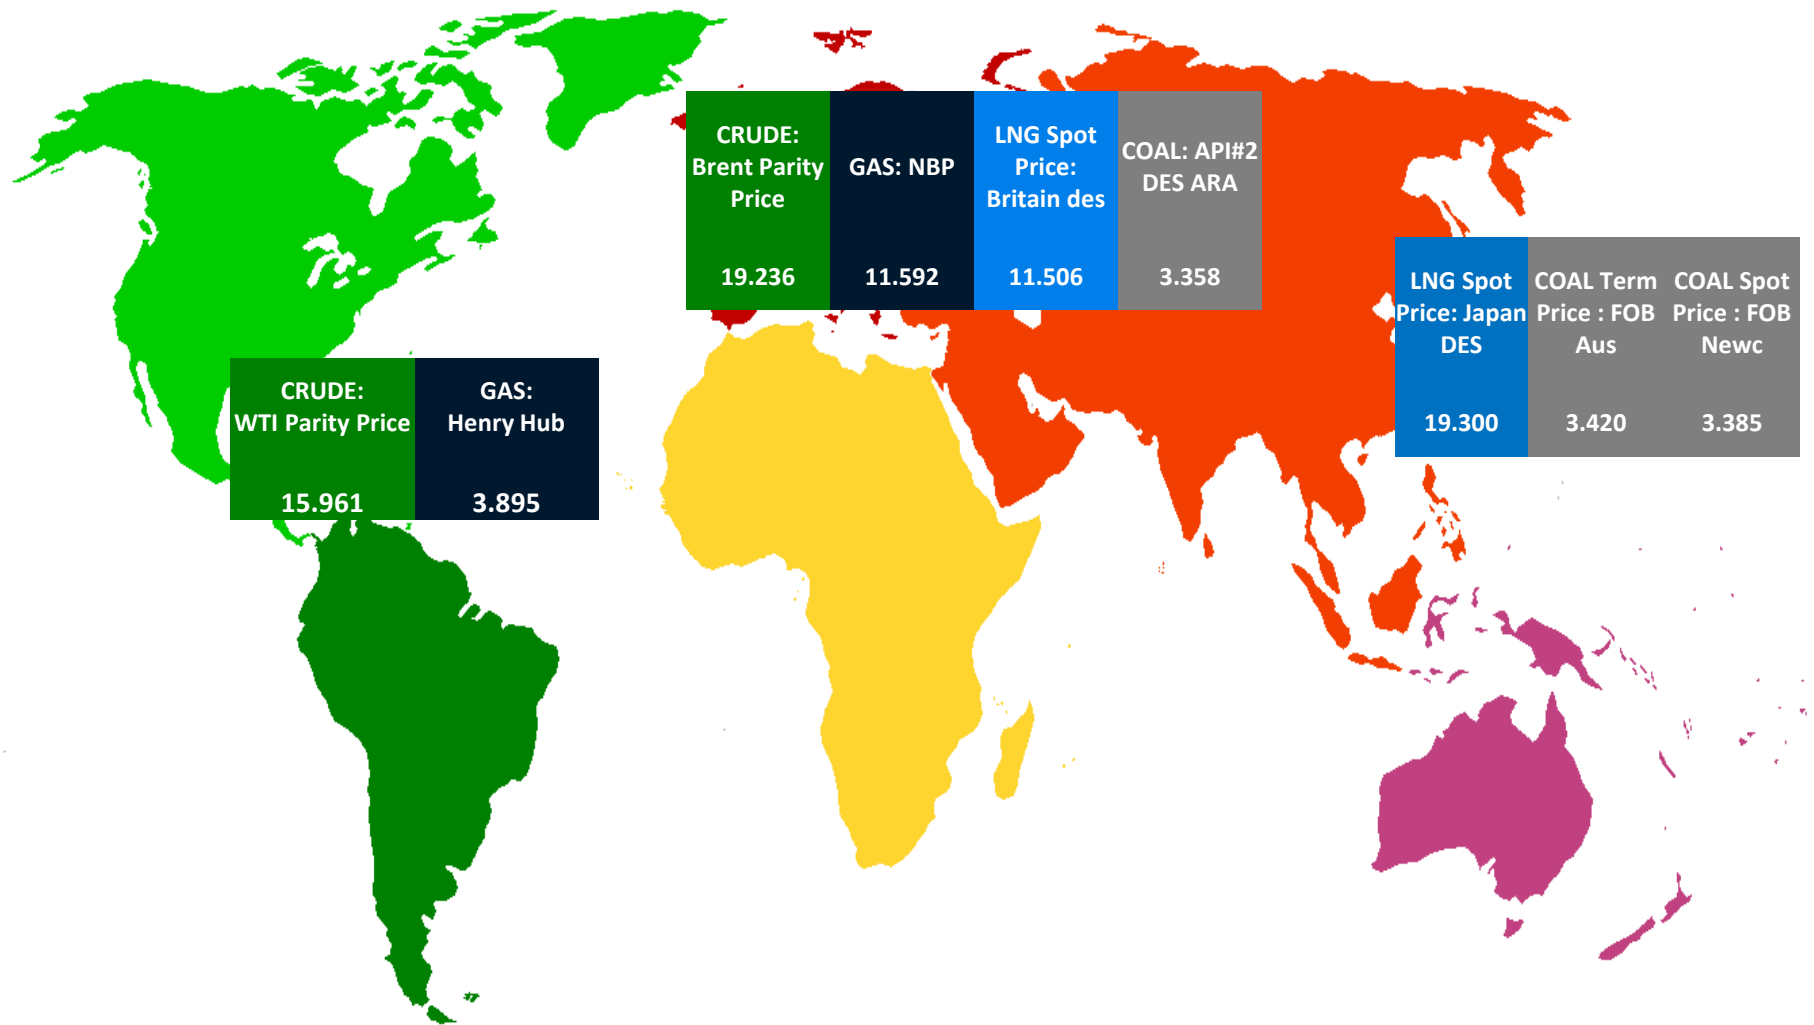 CRUDE:
Brent Parity
Price
19.236
GAS: NBP
11.592
LNG Spot
Price:
Britain des
11.506
COAL: API#2
DES ARA
3.358
LNG Spot
Price: Japan
DES
19.300
COAL Term
Price : FOB
Aus
3.420
COAL Spot
Price : FOB
Newc
3.385
CRUDE:
WTI Parity Price
15.961
GAS:
Henry Hub
3.895